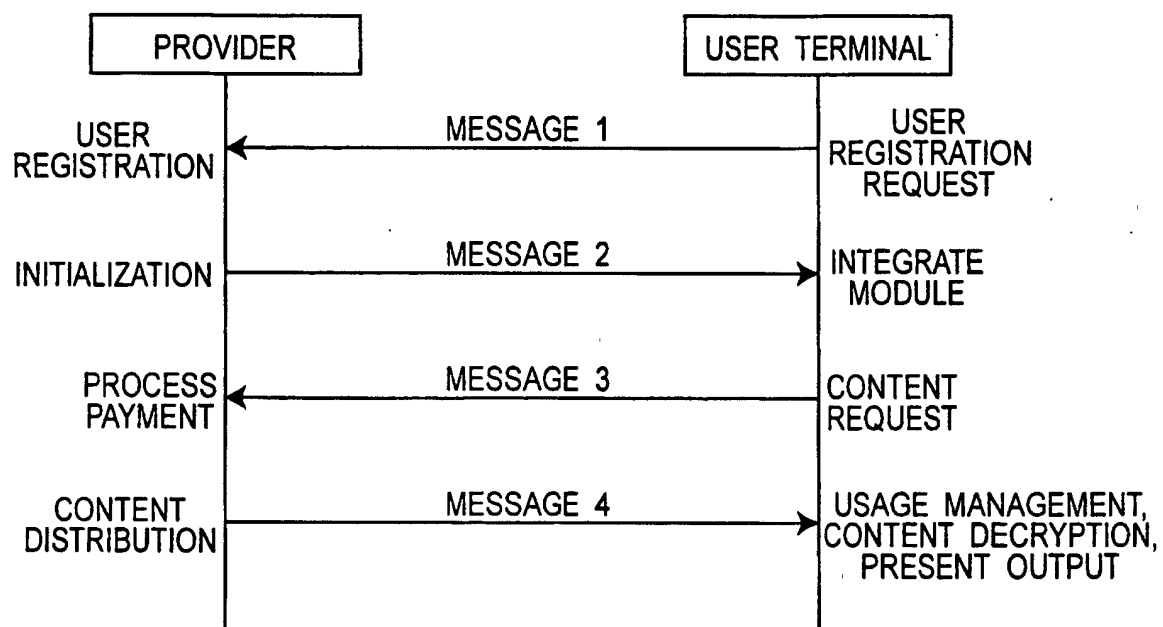 PROVIDER
USER TERMINAL
USER
REGISTRATION
MESSAGE 1
USER
REGISTRATION
REQUEST
INITIALIZATION
MESSAGE 2
INTEGRATE
MODULE
PROCESS
PAYMENT
MESSAGE 3
CONTENT
REQUEST
CONTENT
DISTRIBUTION
MESSAGE 4
USAGE MANAGEMENT,
CONTENT DECRYPTION,
PRESENT OUTPUT